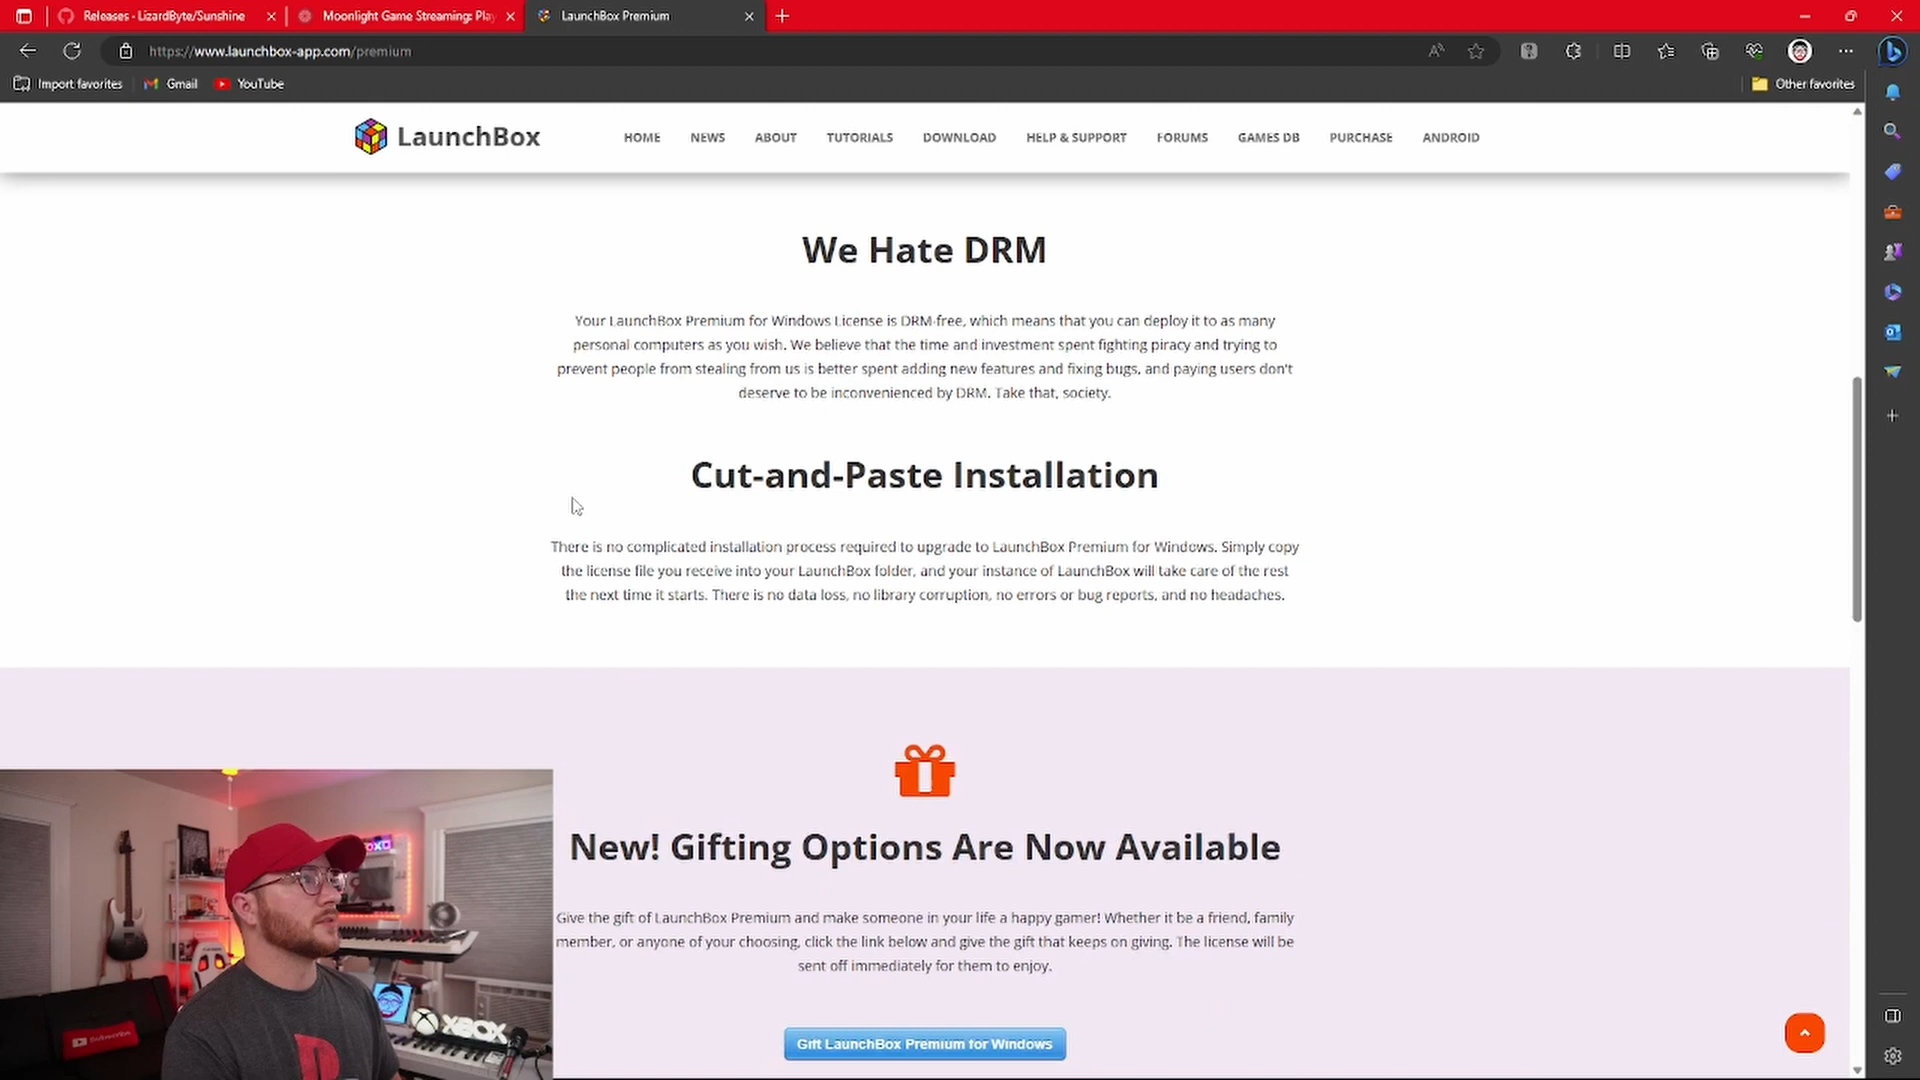 Releases - LizardByte/Sunshine
Moonlight Game Streaming: Play
LaunchBox Premium
https://www.launchbox-app.com/premium
Import favorites
Gmail
YouTube
Other favorites
LaunchBox
HOME
NEWS
ABOUT
TUTORIALS
DOWNLOAD
HELP & SUPPORT
FORUMS
GAMES DB
PURCHASE
ANDROID
We Hate DRM
Your LaunchBox Premium for Windows License is DRM-free, which means that you can deploy it to as many
personal computers as you wish. We believe that the time and investment spent fighting piracy and trying to
prevent people from stealing from us is better spent adding new features and fixing bugs, and paying users don't
deserve to be inconvenienced by DRM. Take that, society.
Cut-and-Paste Installation
There is no complicated installation process required to upgrade to LaunchBox Premium for Windows. Simply copy
the license file you receive into your LaunchBox folder, and your instance of LaunchBox will take care of the rest
the next time it starts. There is no data loss, no library corruption, no errors or bug reports, and no headaches.
New! Gifting Options Are Now Available
Give the gift of LaunchBox Premium and make someone in your life a happy gamer! Whether it be a friend, family
member, or anyone of your choosing, click the link below and give the gift that keeps on giving. The license will be
sent off immediately for them to enjoy.
Gift LaunchBox Premium for Windows
XBOX